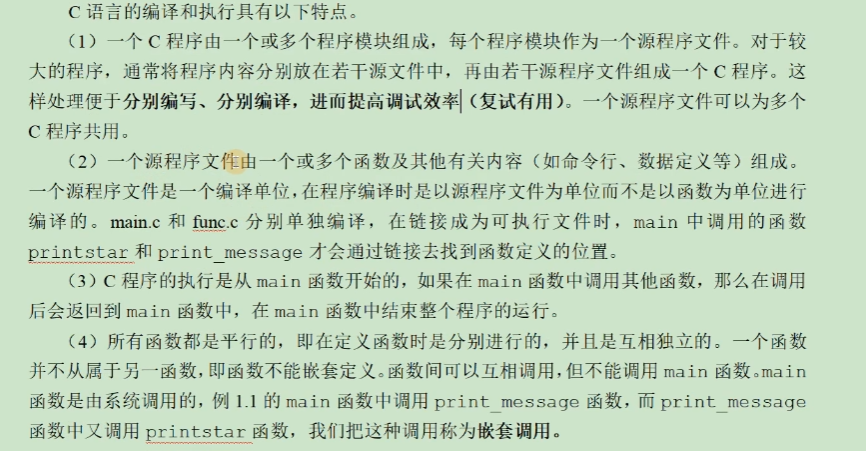 C 语言的编译和执行具有以下特点。
（1）一个 C 程序由一个或多个程序模块组成，每个程序模块作为一个源程序文件。对于较
大的程序，通常将程序内容分别放在若干源文件中，再由若干源程序文件组成一个 C 程序。这
样处理便于分别编写、分别编译，进而提高调试效率（复试有用）。一个源程序文件可以为多个
C 程序共用。
（2）一个源程序文件由一个或多个函数及其他有关内容（如命令行、数据定义等）组成。
一个源程序文件是一个编译单位，在程序编译时是以源程序文件为单位而不是以函数为单位进行
编译的。main.c 和 func.c 分别单独编译，在链接成为可执行文件时，main 中调用的函数
printstar 和 print_message 才会通过链接去找到函数定义的位置。
（3）C 程序的执行是从 main 函数开始的，如果在 main 函数中调用其他函数，那么在调用
后会返回到 main 函数中，在 main 函数中结束整个程序的运行。
（4）所有函数都是平行的，即在定义函数时是分别进行的，并且是互相独立的。一个函数
并不从属于另一函数，即函数不能嵌套定义。函数间可以互相调用，但不能调用 main 函数。main
函数是由系统调用的，例 1.1 的 main 函数中调用 print_message 函数，而 print_message
函数中又调用 printstar 函数，我们把这种调用称为嵌套调用。